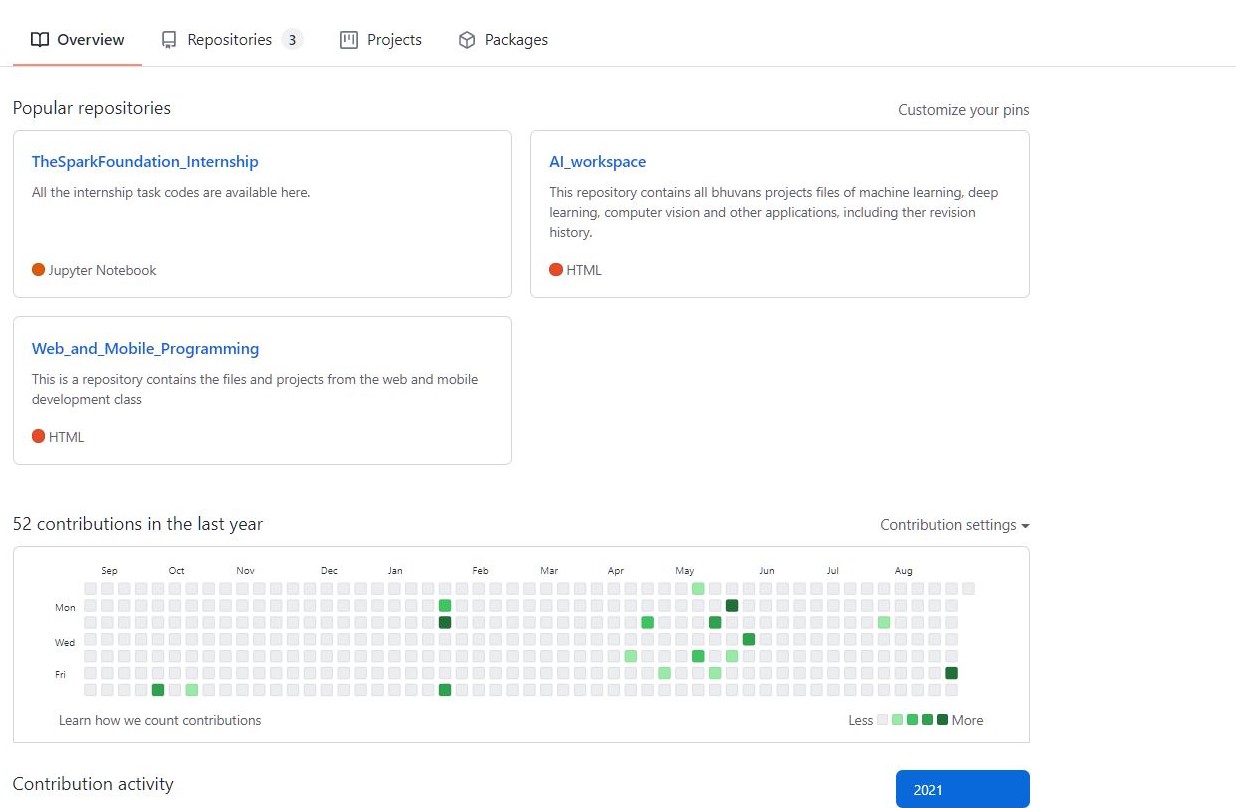 Overview Repositories 3 Projects Packages
Popular repositories Customize your pins
TheSparkFoundation_Internship
All the internship task codes are available here.
Jupyter Notebook
AI_workspace
This repository contains all bhuvans projects files of machine learning, deep
learning, computer vision and other applications, including ther revision
history.
HTML
Web_and_Mobile_Programming
This is a repository contains the files and projects from the web and mobile
development class
HTML
52 contributions in the last year Contribution settings
Sep Oct Nov Dec Jan Feb Mar Apr May Jun Jul Aug
Mon
Wed
Fri
Learn how we count contributions Less More
Contribution activity 2021